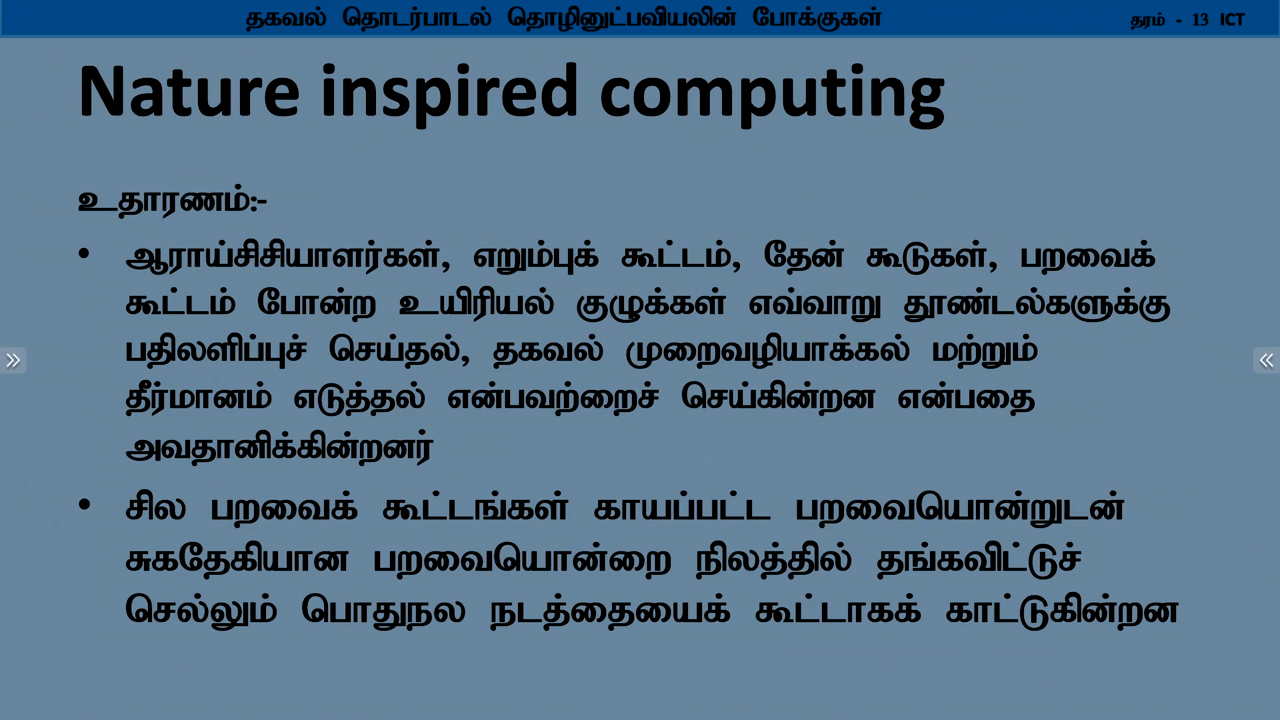 தகவல் தொடர்பாடல் தொழினுட்பவியலின் போக்குகள்
தரம் - 13 ICT
Nature inspired computing
உதாரணம்:-
• ஆராய்சிசியாளர்கள், எறும்புக் கூட்டம், தேன் கூடுகள், பறவைக்
கூட்டம் போன்ற உயிரியல் குழுக்கள் எவ்வாறு தூண்டல்களுக்கு
பதிலளிப்புச் செய்தல், தகவல் முறைவழியாக்கல் மற்றும்
தீர்மானம் எடுத்தல் என்பவற்றைச் செய்கின்றன என்பதை
அவதானிக்கின்றனர்
• சில பறவைக் கூட்டங்கள் காயப்பட்ட பறவையொன்றுடன்
சுகதேகியான பறவையொன்றை நிலத்தில் தங்கவிட்டுச்
செல்லும் பொதுநல நடத்தையைக் கூட்டாகக் காட்டுகின்றன